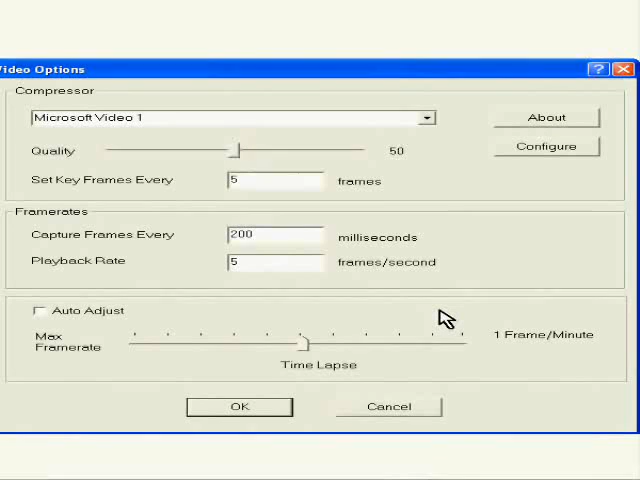 Video Options
Compressor
Microsoft Video 1
About
Quality
50
Configure
Set Key Frames Every 5 frames
Framerates
Capture Frames Every 200 milliseconds
Playback Rate 5 frames/second
Auto Adjust
Max Framerate
1 Frame/Minute
Time Lapse
OK
Cancel